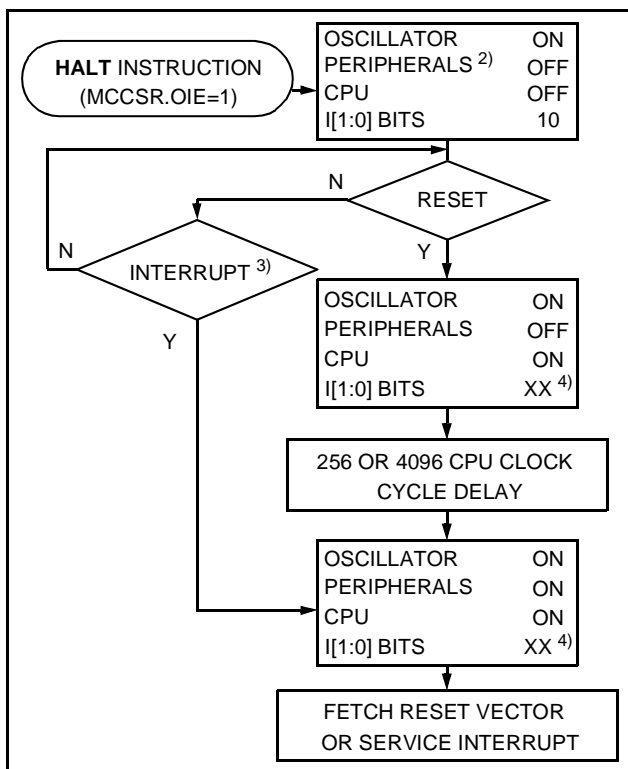 HALT INSTRUCTION
(MCCSR.OIE=1)
OSCILLATOR ON
PERIPHERALS 2) OFF
CPU OFF
I[1:0] BITS 10
RESET
N
Y
INTERRUPT 3)
N
Y
OSCILLATOR ON
PERIPHERALS OFF
CPU ON
I[1:0] BITS XX 4)
256 OR 4096 CPU CLOCK
CYCLE DELAY
OSCILLATOR ON
PERIPHERALS ON
CPU ON
I[1:0] BITS XX 4)
FETCH RESET VECTOR
OR SERVICE INTERRUPT